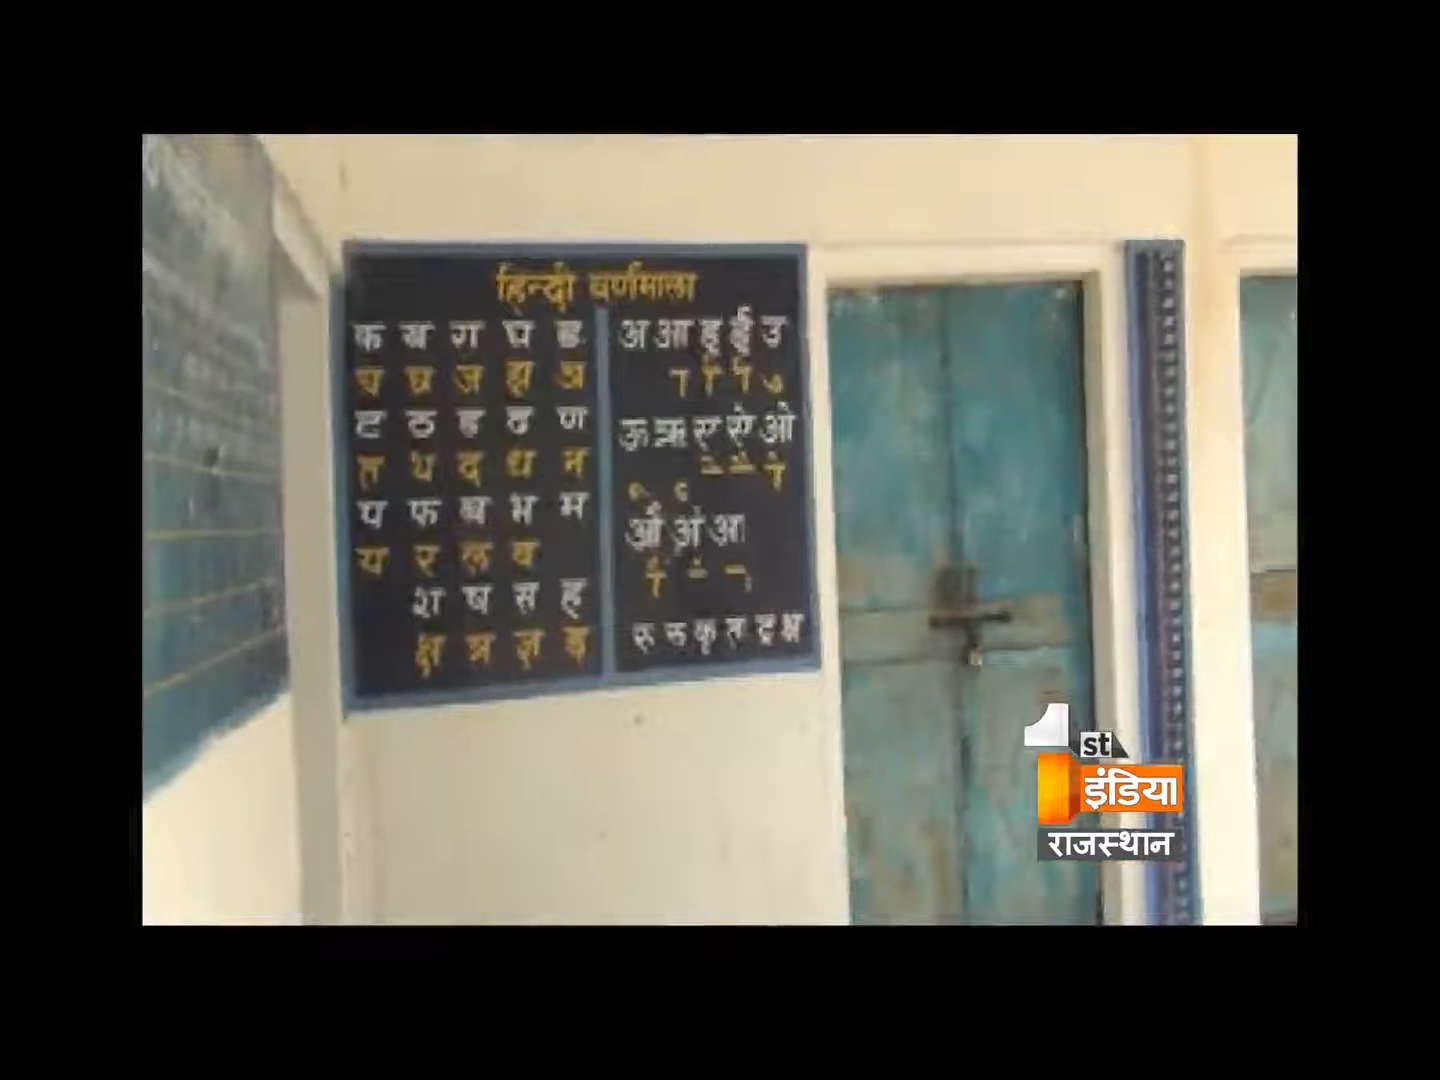 हिन्दी वर्णमाला
क ख ग घ ङ
च छ ज झ ञ
ट ठ ड ढ ण
त थ द ध न
प फ ब भ म
य र ल व
श ष स ह
क्ष त्र ज्ञ
अ आ इ ई उ
ऊ ऋ ए ऐ ओ
औ अं अः
रु रू कृ
1st
इंडिया
राजस्थान